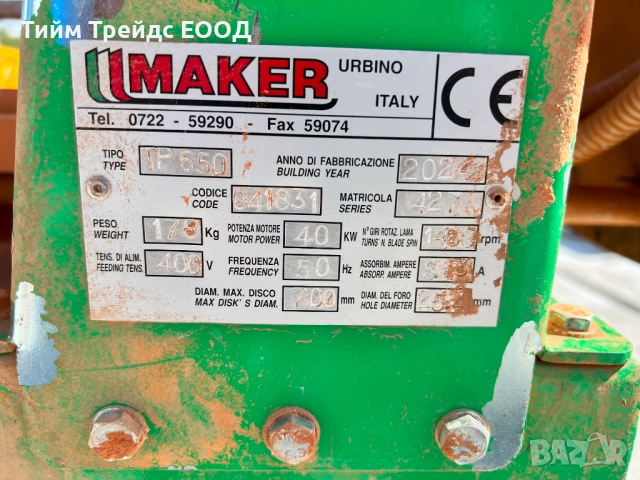 Тийм Трейдс ЕООД
MAKER URBINO ITALY
Tel. 0722 - 59290 - Fax 59074
CE
TIPO TYPE TR 650 ANNO DI FABBRICAZIONE BUILDING YEAR
CODICE CODE 041831 MATRICOLA SERIES
PESO WEIGHT Kg POTENZA MOTORE MOTOR POWER 40 KW N° GIRI ROTAZ. LAMA TURNS N. BLADE SPIN rpm
TENS. DI ALIM. FEEDING TENS. 400 V FREQUENZA FREQUENCY 50 Hz ASSORBIM. AMPERE ABSORP. AMPERE A
DIAM. MAX. DISCO MAX DISK' S DIAM. 700 mm DIAM. DEL FORO HOLE DIAMETER mm
BAZAR